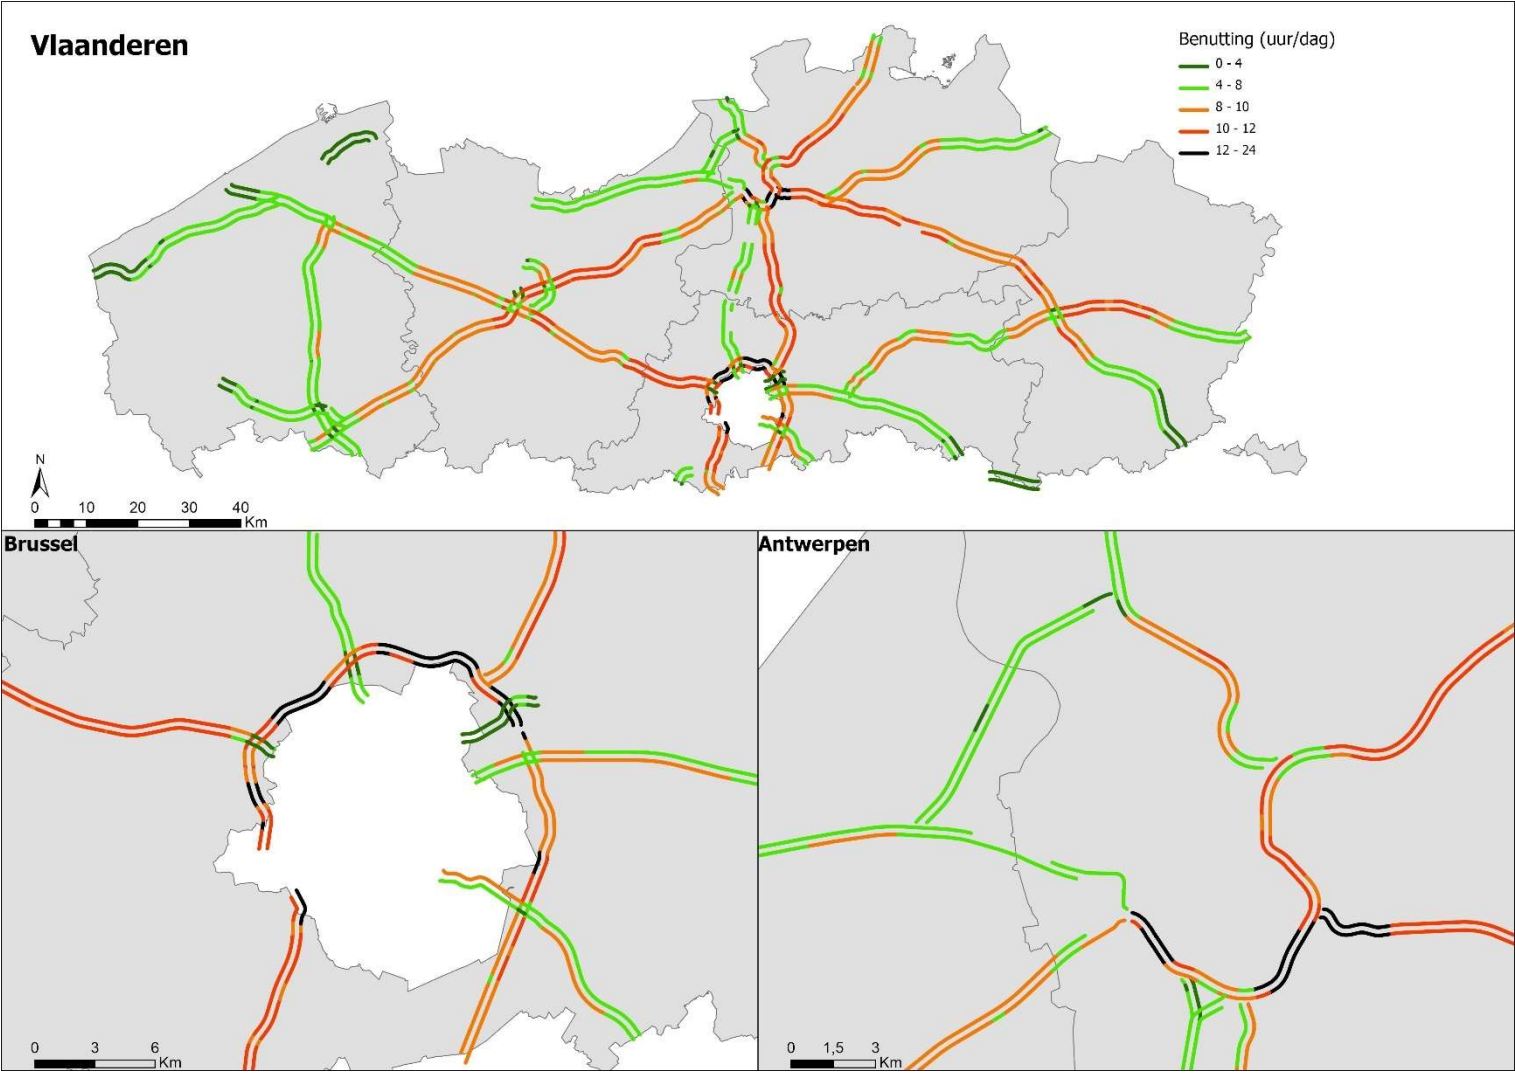 Vlaanderen
Benutting (uur/dag)
0 - 4
4 - 8
8 - 10
10 - 12
12 - 24
N
0 10 20 30 40
Km
Brussel
0 3 6
Km
Antwerpen
0 1,5 3
Km